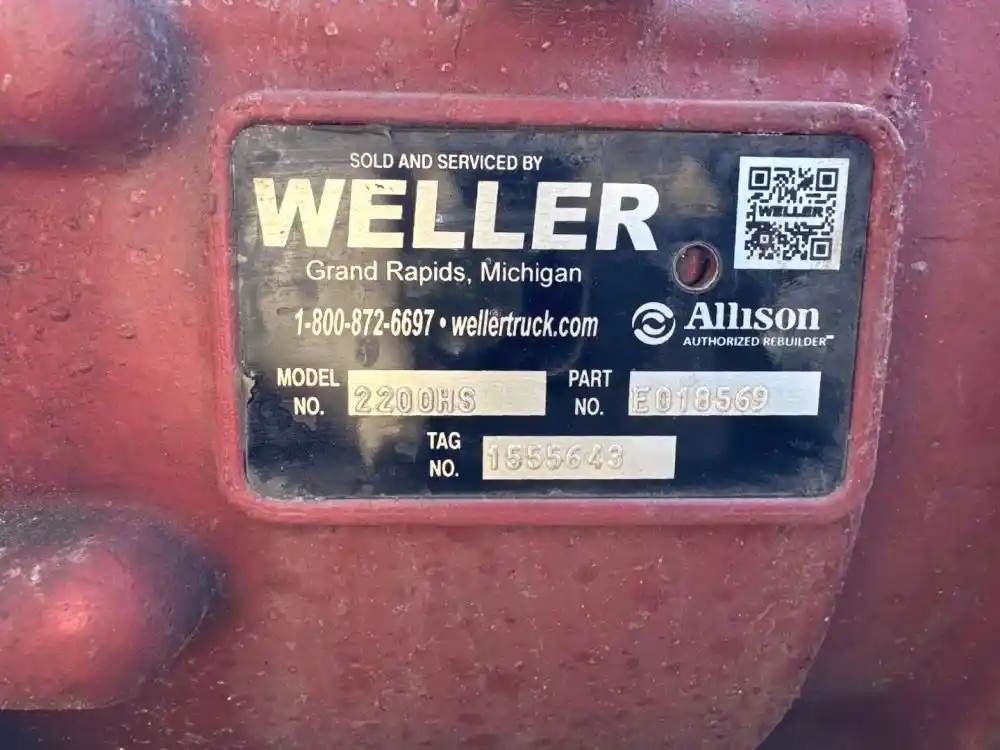 SOLD AND SERVICED BY
WELLER
WELLER
Grand Rapids, Michigan
1-800-872-6697 • wellertruck.com
Allison
AUTHORIZED REBUILDER
MODEL NO. 2200HS
PART NO. E018569
TAG NO. 1555643